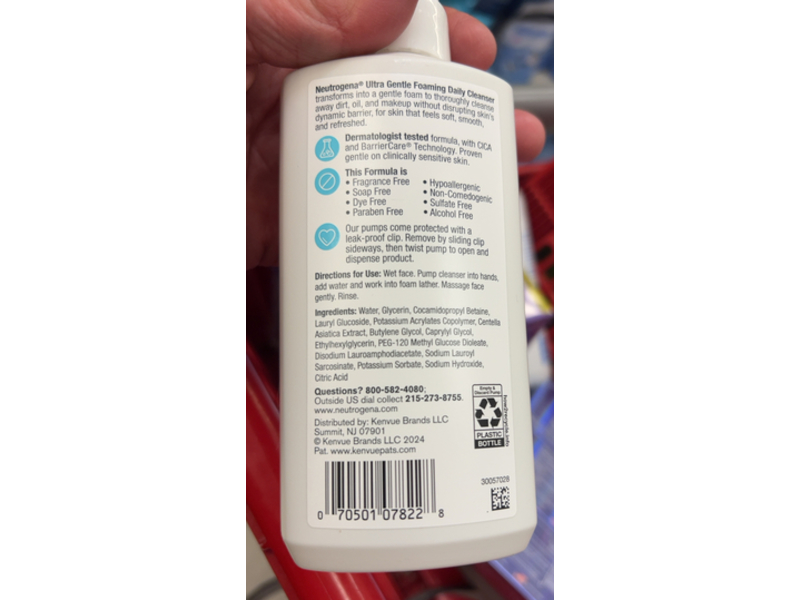 Neutrogena® Ultra Gentle Foaming Daily Cleanser
transforms into a gentle foam to thoroughly cleanse
away dirt, oil, and makeup without disrupting skin's
dynamic barrier, for skin that feels soft, smooth,
and refreshed.
Dermatologist tested formula, with CICA
and BarrierCare® Technology. Proven
gentle on clinically sensitive skin.
This Formula is
• Fragrance Free
• Soap Free
• Dye Free
• Paraben Free
• Hypoallergenic
• Non-Comedogenic
• Sulfate Free
• Alcohol Free
Our pumps come protected with a
leak-proof clip. Remove by sliding clip
sideways, then twist pump to open and
dispense product.
Directions for Use: Wet face. Pump cleanser into hands,
add water and work into foam lather. Massage face
gently. Rinse.
Ingredients: Water, Glycerin, Cocamidopropyl Betaine,
Lauryl Glucoside, Potassium Acrylates Copolymer, Centella
Asiatica Extract, Butylene Glycol, Caprylyl Glycol,
Ethylhexylglycerin, PEG-120 Methyl Glucose Dioleate,
Disodium Lauroamphodiacetate, Sodium Lauroyl
Sarcosinate, Potassium Sorbate, Sodium Hydroxide,
Citric Acid
Questions? 800-582-4080;
Outside US dial collect 215-273-8755.
www.neutrogena.com
Distributed by: Kenvue Brands LLC
Summit, NJ 07901
© Kenvue Brands LLC 2024
Pat. www.kenvuepats.com
Empty &
Discard Pump
PLASTIC
BOTTLE
how2recycle.info
30057028
0 70501 07822 8